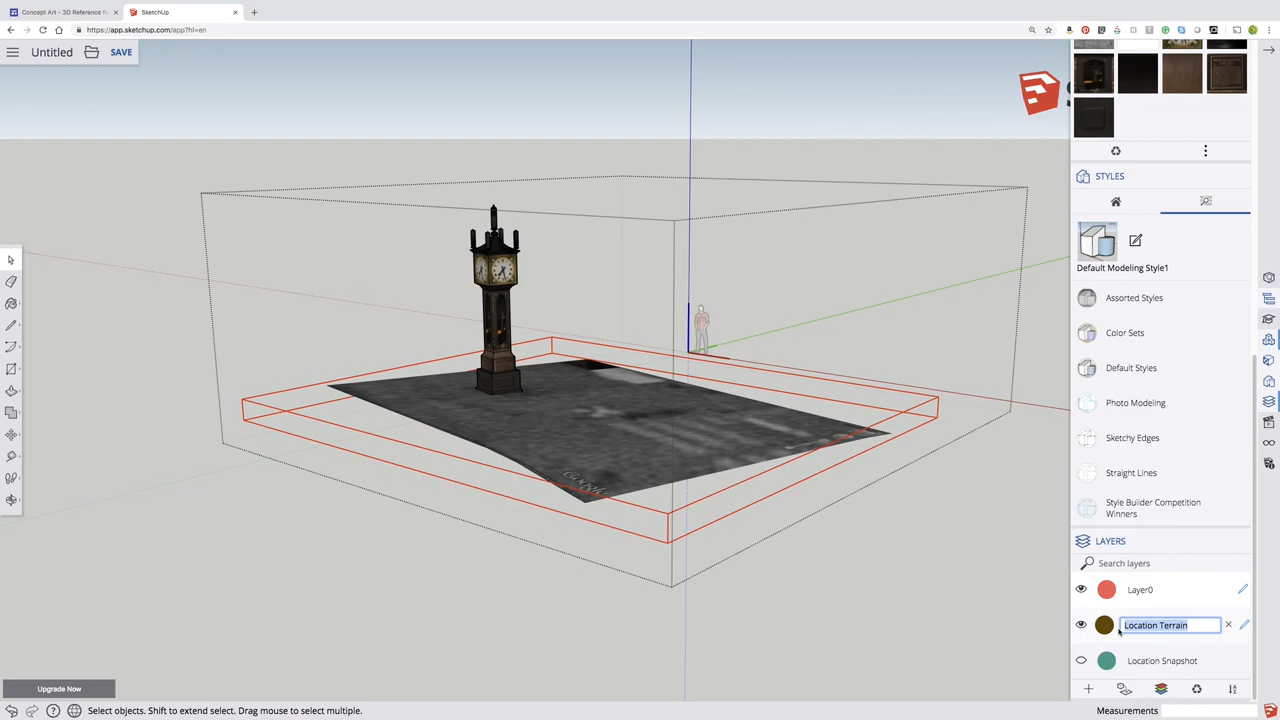 Concept Art - 3D Reference fo
SketchUp
https://app.sketchup.com/app?hl=en
Untitled
SAVE
STYLES
Default Modeling Style1
Assorted Styles
Color Sets
Default Styles
Photo Modeling
Sketchy Edges
Straight Lines
Style Builder Competition
Winners
LAYERS
Search layers
Layer0
Location Terrain
Location Snapshot
Google
Upgrade Now
Select objects. Shift to extend select. Drag mouse to select multiple.
Measurements